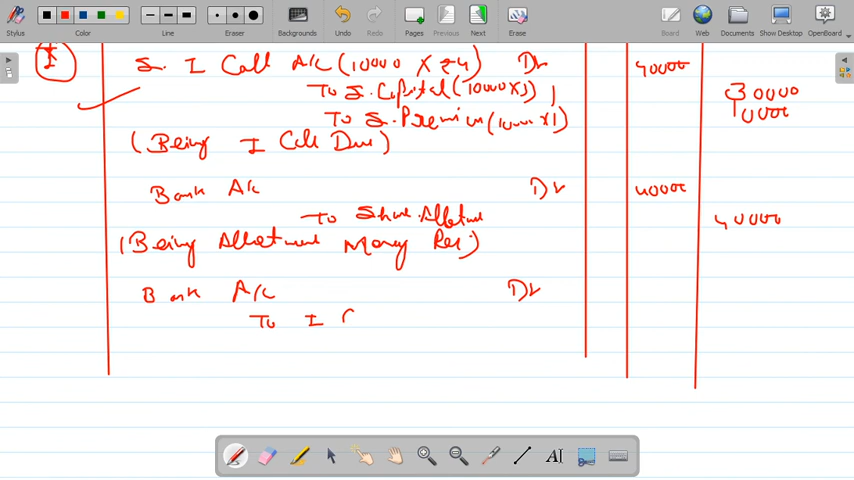 Stylus
Color
Line
Eraser
Backgrounds
Undo
Pages
Previous
Next
Erase
Board
Web
Documents
Show Desktop
OpenBoard
I
S. I Call A/c (10000 X ₹4) Dr 40000
To S. Capital (10000 X 3) 30000
To S. Premium (10000 X 1) 10000
(Being I Call Due)
Bank A/c Dr 40000
To Share Allotment 40000
(Being Allotment Money Rec.)
Bank A/c Dr
To I C